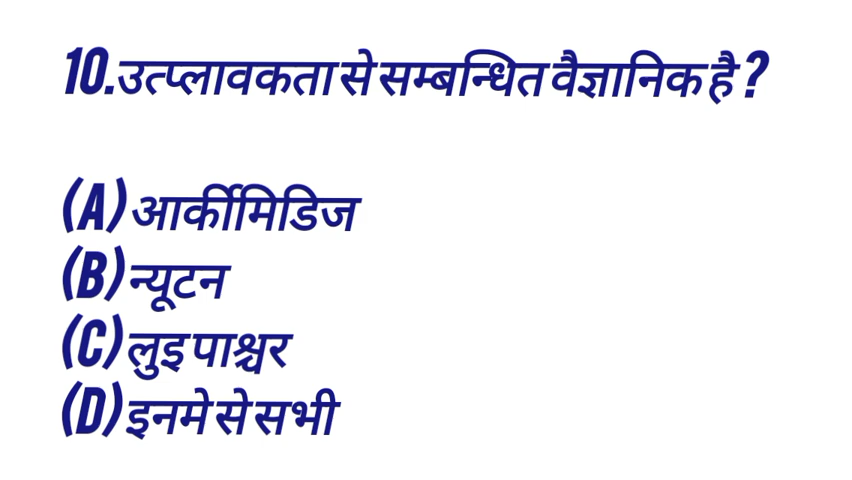 10.उत्प्लावकता से सम्बन्धित वैज्ञानिक है ?
(A) आर्कीमिडिज
(B) न्यूटन
(C) लुइ पाश्चर
(D) इनमे से सभी